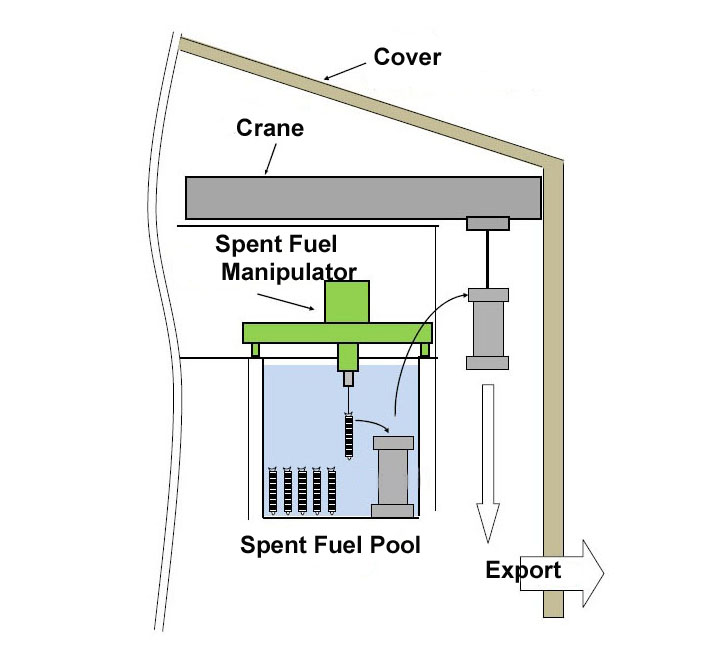 Cover
Crane
Spent Fuel
Manipulator
Spent Fuel Pool
Export